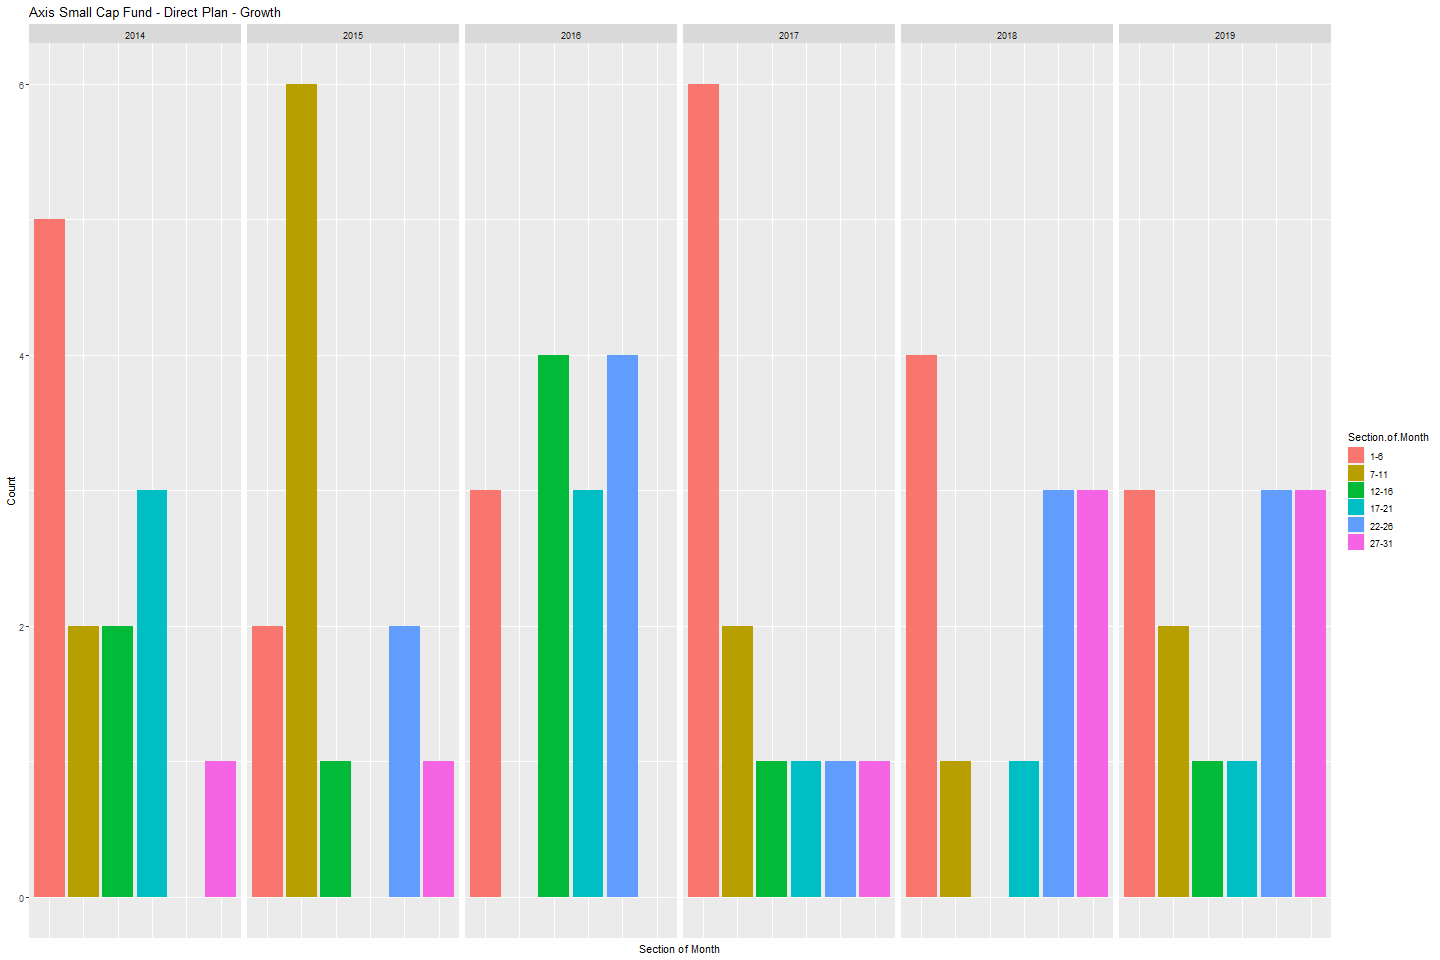 Axis Small Cap Fund - Direct Plan - Growth
2014 2015 2016 2017 2018 2019
6
4
2
0
Count
Section of Month
Section.of.Month
1-6
7-11
12-16
17-21
22-26
27-31